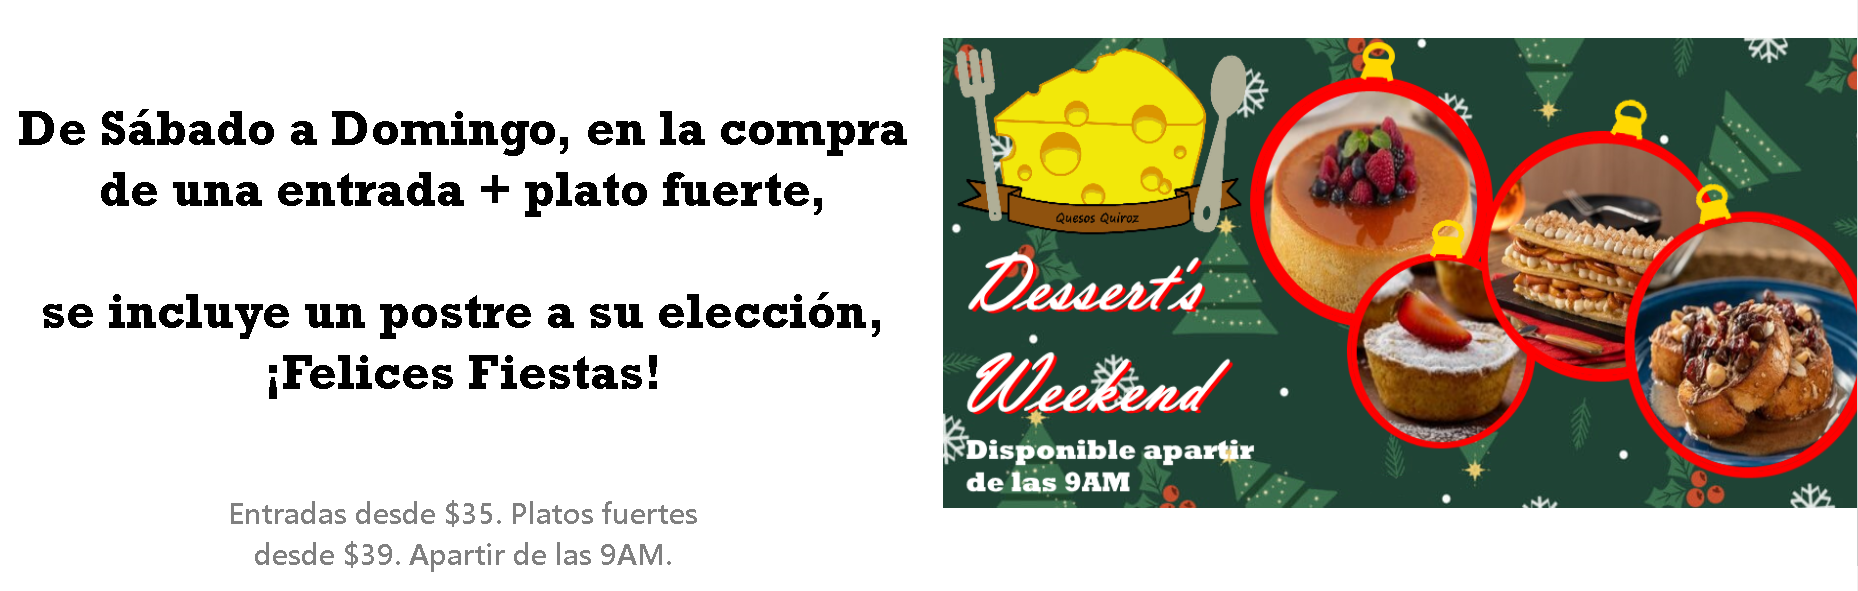 De Sábado a Domingo, en la compra
de una entrada + plato fuerte,
se incluye un postre a su elección,
¡Felices Fiestas!
Entradas desde $35. Platos fuertes
desde $39. Apartir de las 9AM.
Quesos Quiroz
Dessert's
Weekend
Disponible apartir
de las 9AM